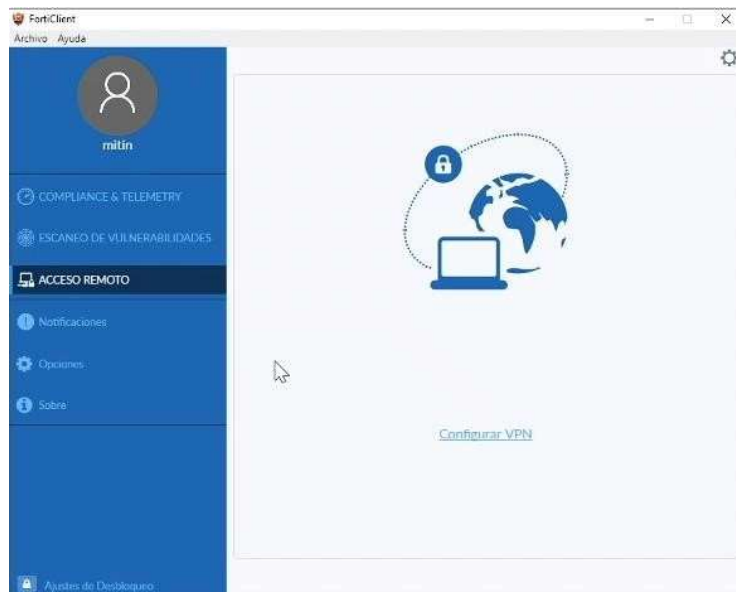 FortiClient
Archivo Ayuda
mitin
COMPLIANCE & TELEMETRY
ESCANEO DE VULNERABILIDADES
ACCESO REMOTO
Notificaciones
Opciones
Sobre
Configurar VPN
Ajustes de Desbloqueo